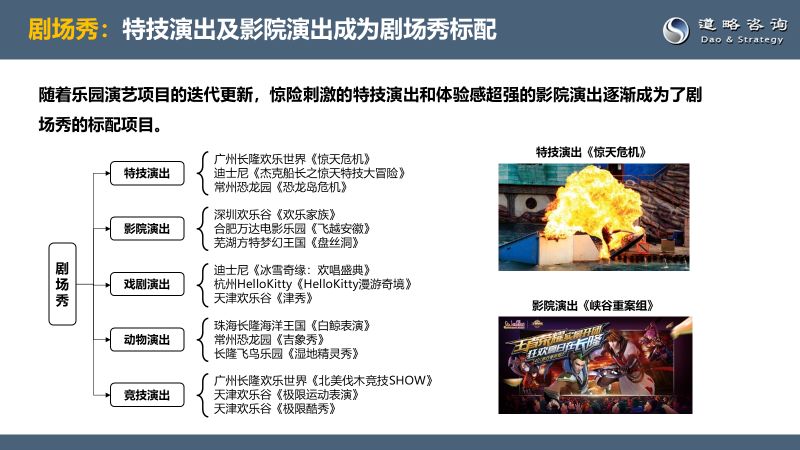 剧场秀：特技演出及影院演出成为剧场秀标配
道略咨询
Dao & Strategy
随着乐园演艺项目的迭代更新，惊险刺激的特技演出和体验感超强的影院演出逐渐成为了剧
场秀的标配项目。
剧场秀
特技演出
广州长隆欢乐世界《惊天危机》
迪士尼《杰克船长之惊天特技大冒险》
常州恐龙园《恐龙岛危机》
影院演出
深圳欢乐谷《欢乐家族》
合肥万达电影乐园《飞越安徽》
芜湖方特梦幻王国《盘丝洞》
戏剧演出
迪士尼《冰雪奇缘：欢唱盛典》
杭州HelloKitty《HelloKitty漫游奇境》
天津欢乐谷《津秀》
动物演出
珠海长隆海洋王国《白鲸表演》
常州恐龙园《吉象秀》
长隆飞鸟乐园《湿地精灵秀》
竞技演出
广州长隆欢乐世界《北美伐木竞技SHOW》
天津欢乐谷《极限运动表演》
天津欢乐谷《极限酷秀》
特技演出《惊天危机》
影院演出《峡谷重案组》
王者荣耀实景开团
狂欢夏日在长隆